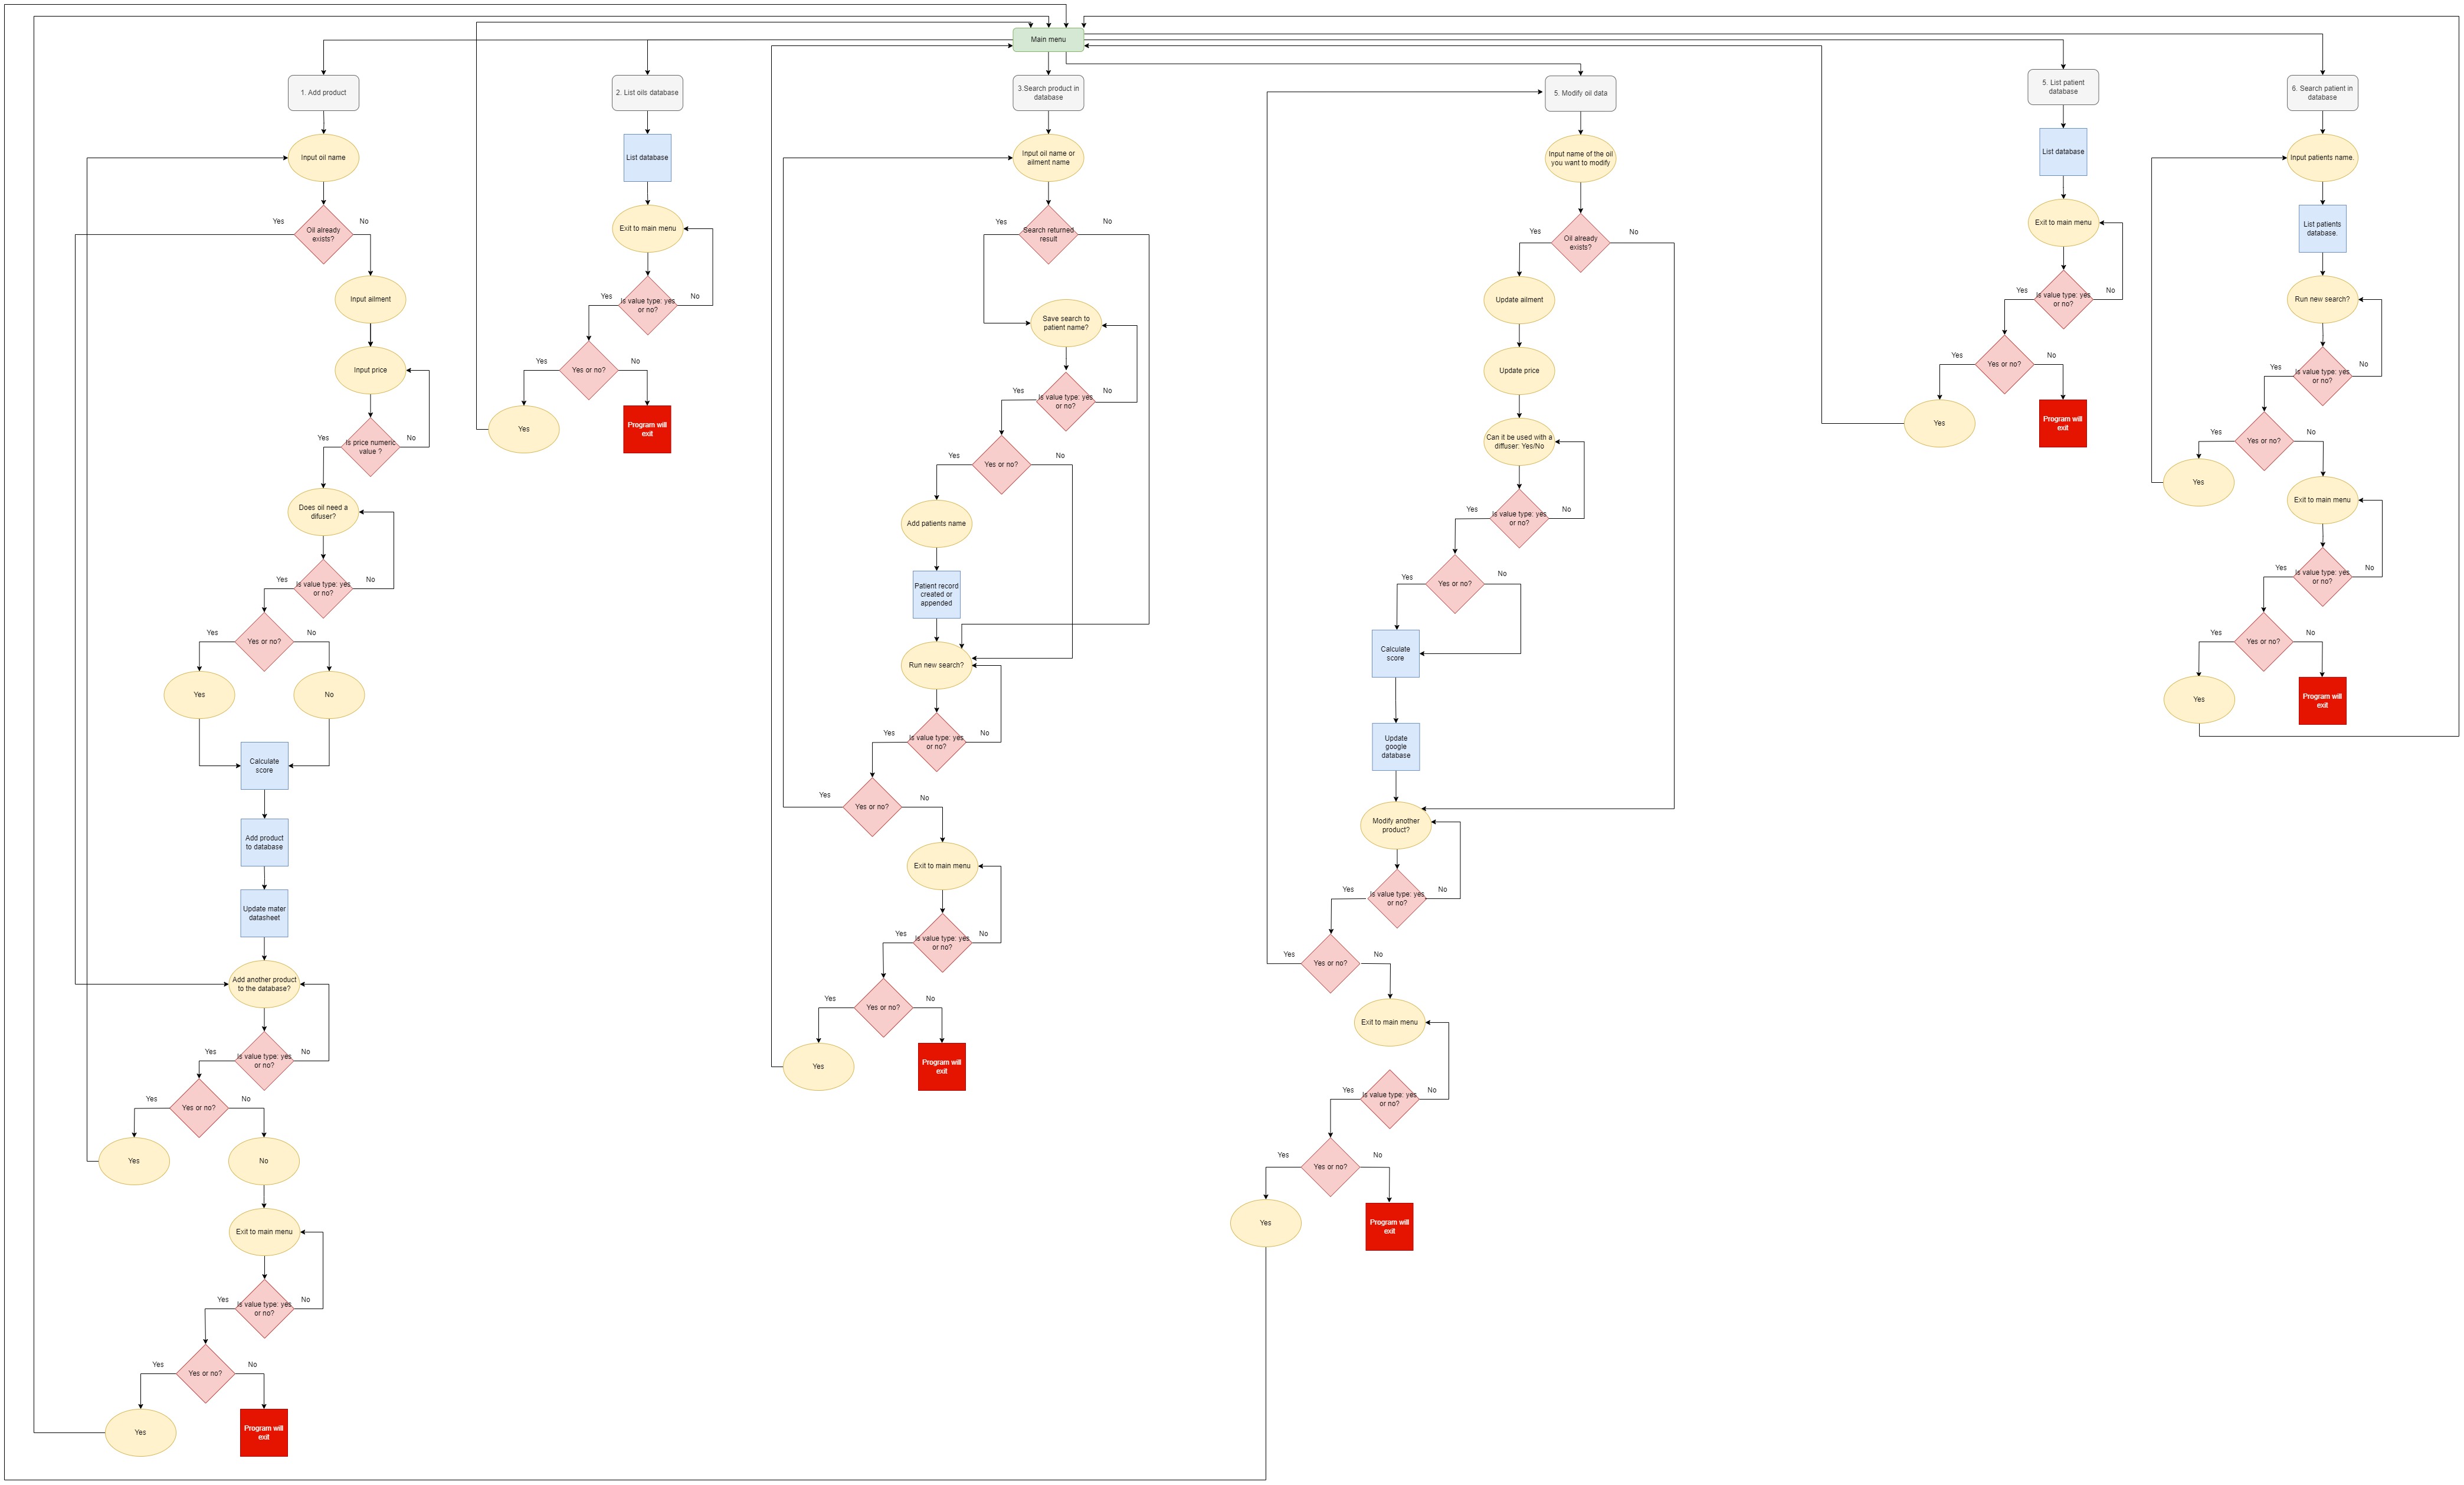 Main menu
1. Add product
Input oil name
Yes
No
Oil already
exists?
Input ailment
Input price
Yes
No
Is price numeric
value ?
Does oil need a
difuser?
Yes
No
Is value type: yes
or no?
Yes
No
Yes or no?
Yes
No
Calculate
score
Add product
to database
Update mater
datasheet
Add another product
to the database?
Yes
No
Is value type: yes
or no?
Yes
No
Yes or no?
Yes
No
Exit to main menu
Yes
No
Is value type: yes
or no?
Yes
No
Yes or no?
Yes
Program will
exit
2. List oils database
List database
Exit to main menu
Yes
No
Is value type: yes
or no?
Yes
No
Yes or no?
Yes
Program will
exit
3.Search product in
database
Input oil name or
ailment name
Yes
No
Search returned
result
Save search to
patient name?
Yes
No
Is value type: yes
or no?
Yes
No
Yes or no?
Add patients name
Patient record
created or
appended
Run new search?
Yes
No
Is value type: yes
or no?
Yes
No
Yes or no?
Exit to main menu
Yes
No
Is value type: yes
or no?
Yes
No
Yes or no?
Yes
Program will
exit
5. Modify oil data
Input name of the oil
you want to modify
Yes
No
Oil already
exists?
Update ailment
Update price
Can it be used with a
diffuser: Yes/No
Yes
No
Is value type: yes
or no?
Yes
No
Yes or no?
Calculate
score
Update
google
database
Modify another
product?
Yes
No
Is value type: yes
or no?
Yes
No
Yes or no?
Exit to main menu
Yes
No
Is value type: yes
or no?
Yes
No
Yes or no?
Yes
Program will
exit
5. List patient
database
List database
Exit to main menu
Yes
No
Is value type: yes
or no?
Yes
No
Yes or no?
Yes
Program will
exit
6. Search patient in
database
Input patients name.
List patients
database.
Run new search?
Yes
No
Is value type: yes
or no?
Yes
No
Yes or no?
Yes
Exit to main menu
Yes
No
Is value type: yes
or no?
Yes
No
Yes or no?
Yes
Program will
exit